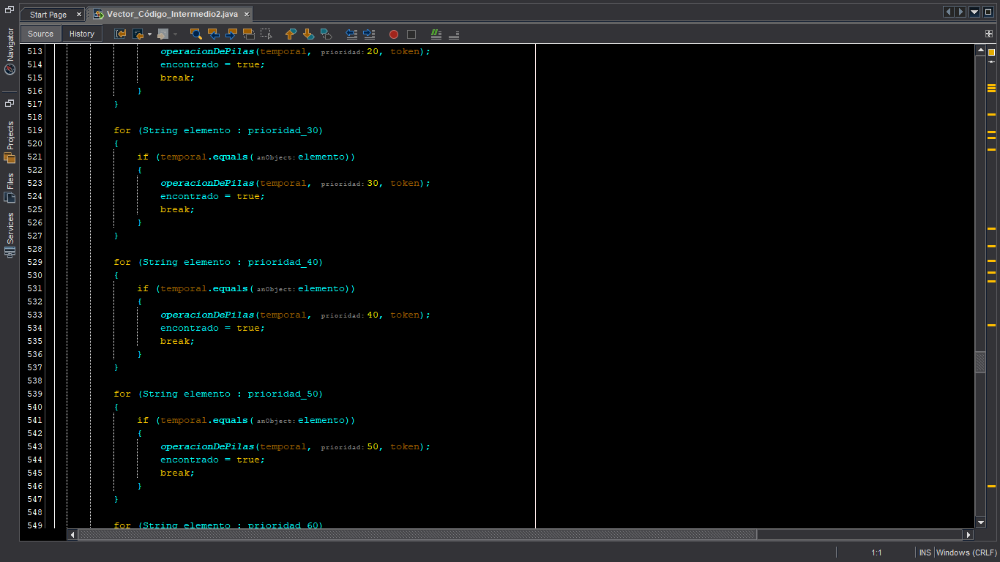 Start Page
Vector_Código_Intermedio2.java
Source History
Navigator
Projects
Files
Services
513 operacionDePilas(temporal, prioridad: 20, token);
514 encontrado = true;
515 break;
516 }
517 }
518
519 for (String elemento : prioridad_30)
520 {
521 if (temporal.equals( anObject: elemento))
522 {
523 operacionDePilas(temporal, prioridad: 30, token);
524 encontrado = true;
525 break;
526 }
527 }
528
529 for (String elemento : prioridad_40)
530 {
531 if (temporal.equals( anObject: elemento))
532 {
533 operacionDePilas(temporal, prioridad: 40, token);
534 encontrado = true;
535 break;
536 }
537 }
538
539 for (String elemento : prioridad_50)
540 {
541 if (temporal.equals( anObject: elemento))
542 {
543 operacionDePilas(temporal, prioridad: 50, token);
544 encontrado = true;
545 break;
546 }
547 }
548
549 for (String elemento : prioridad_60)
1:1 INS Windows (CRLF)